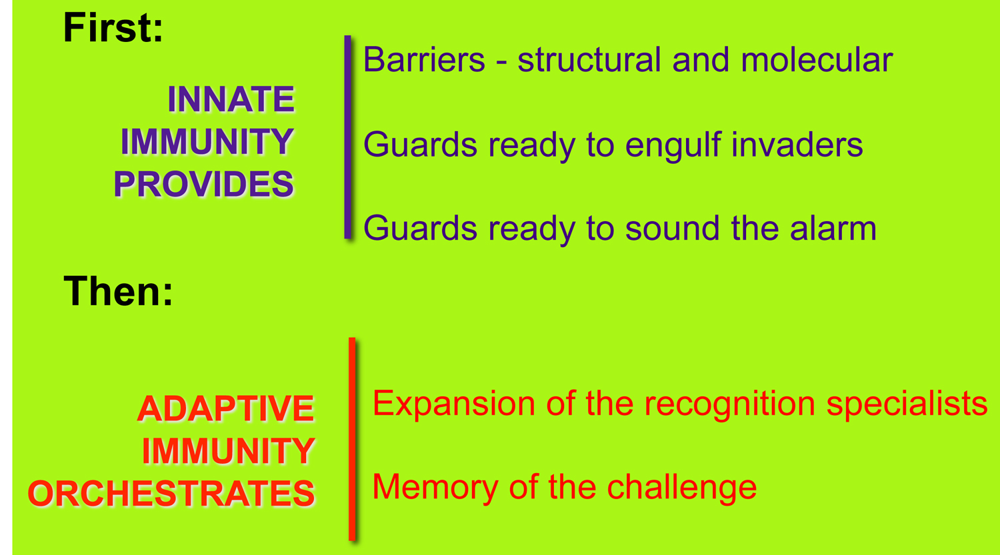 First:
INNATE
IMMUNITY
PROVIDES
Barriers - structural and molecular
Guards ready to engulf invaders
Guards ready to sound the alarm
Then:
ADAPTIVE
IMMUNITY
ORCHESTRATES
Expansion of the recognition specialists
Memory of the challenge